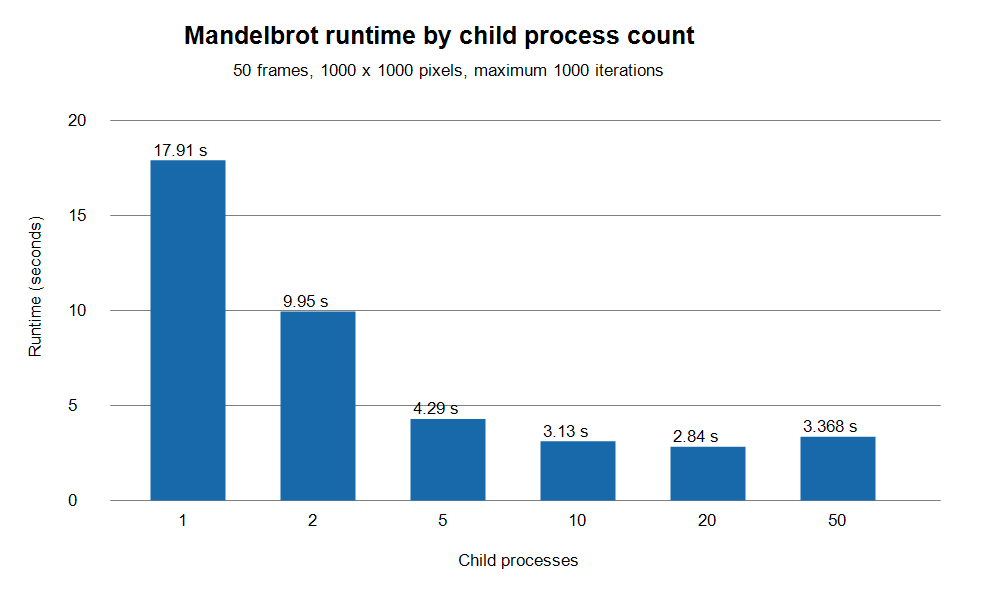 Mandelbrot runtime by child process count
50 frames, 1000 x 1000 pixels, maximum 1000 iterations
20
15
10
5
0
Runtime (seconds)
17.91 s
9.95 s
4.29 s
3.13 s
2.84 s
3.368 s
1 2 5 10 20 50
Child processes